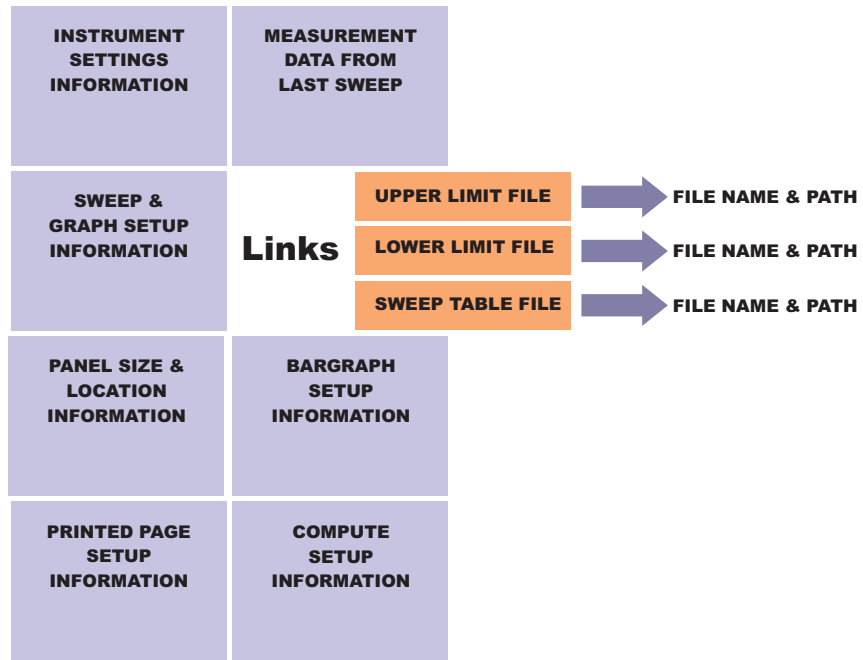 INSTRUMENT
SETTINGS
INFORMATION
MEASUREMENT
DATA FROM
LAST SWEEP
SWEEP &
GRAPH SETUP
INFORMATION
Links
UPPER LIMIT FILE
FILE NAME & PATH
LOWER LIMIT FILE
FILE NAME & PATH
SWEEP TABLE FILE
FILE NAME & PATH
PANEL SIZE &
LOCATION
INFORMATION
BARGRAPH
SETUP
INFORMATION
PRINTED PAGE
SETUP
INFORMATION
COMPUTE
SETUP
INFORMATION